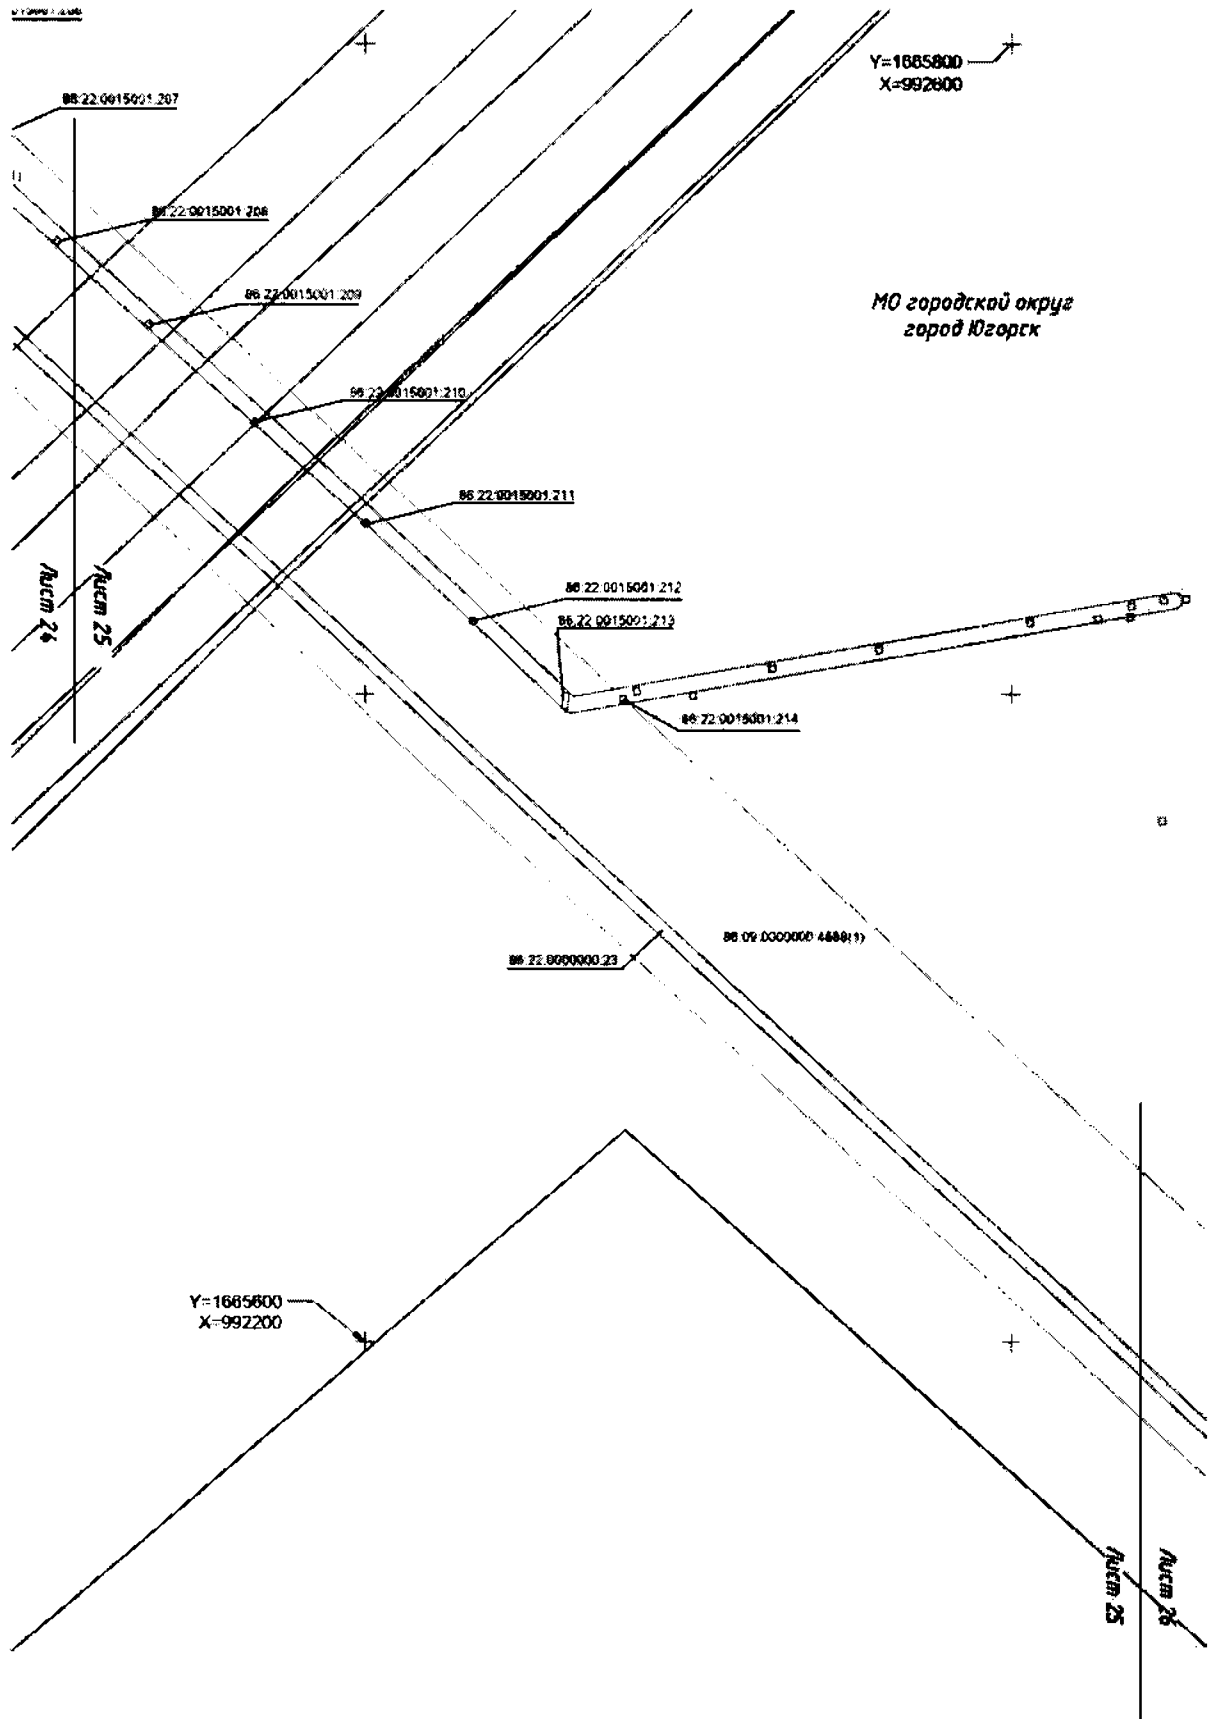 Y=1665800
X=992600
86:22:0015001:207
86:22:0015001:208
86:22:0015001:209
МО городской округ
город Югорск
86:22:0015001:210
86:22:0015001:211
Лист 24
Лист 25
86:22:0015001:212
86:22:0015001:213
86:22:0015001:214
86:09:0000000:4688(1)
86:22:0000000:23
Y=1665600
X=992200
Лист 25
Лист 26